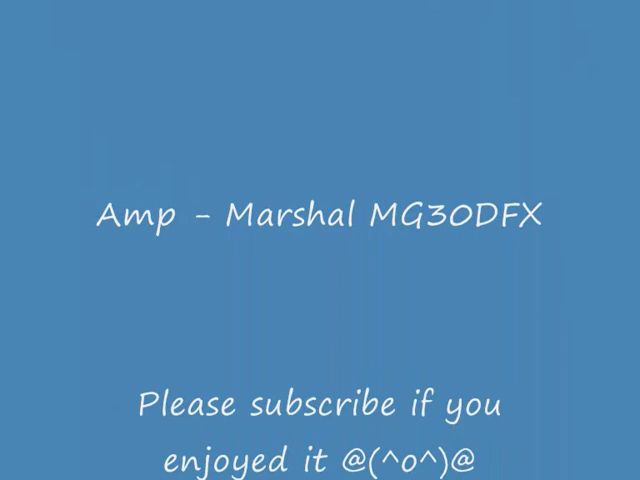 Amp - Marshal MG30DFX
Please subscribe if you
enjoyed it @(^o^)@